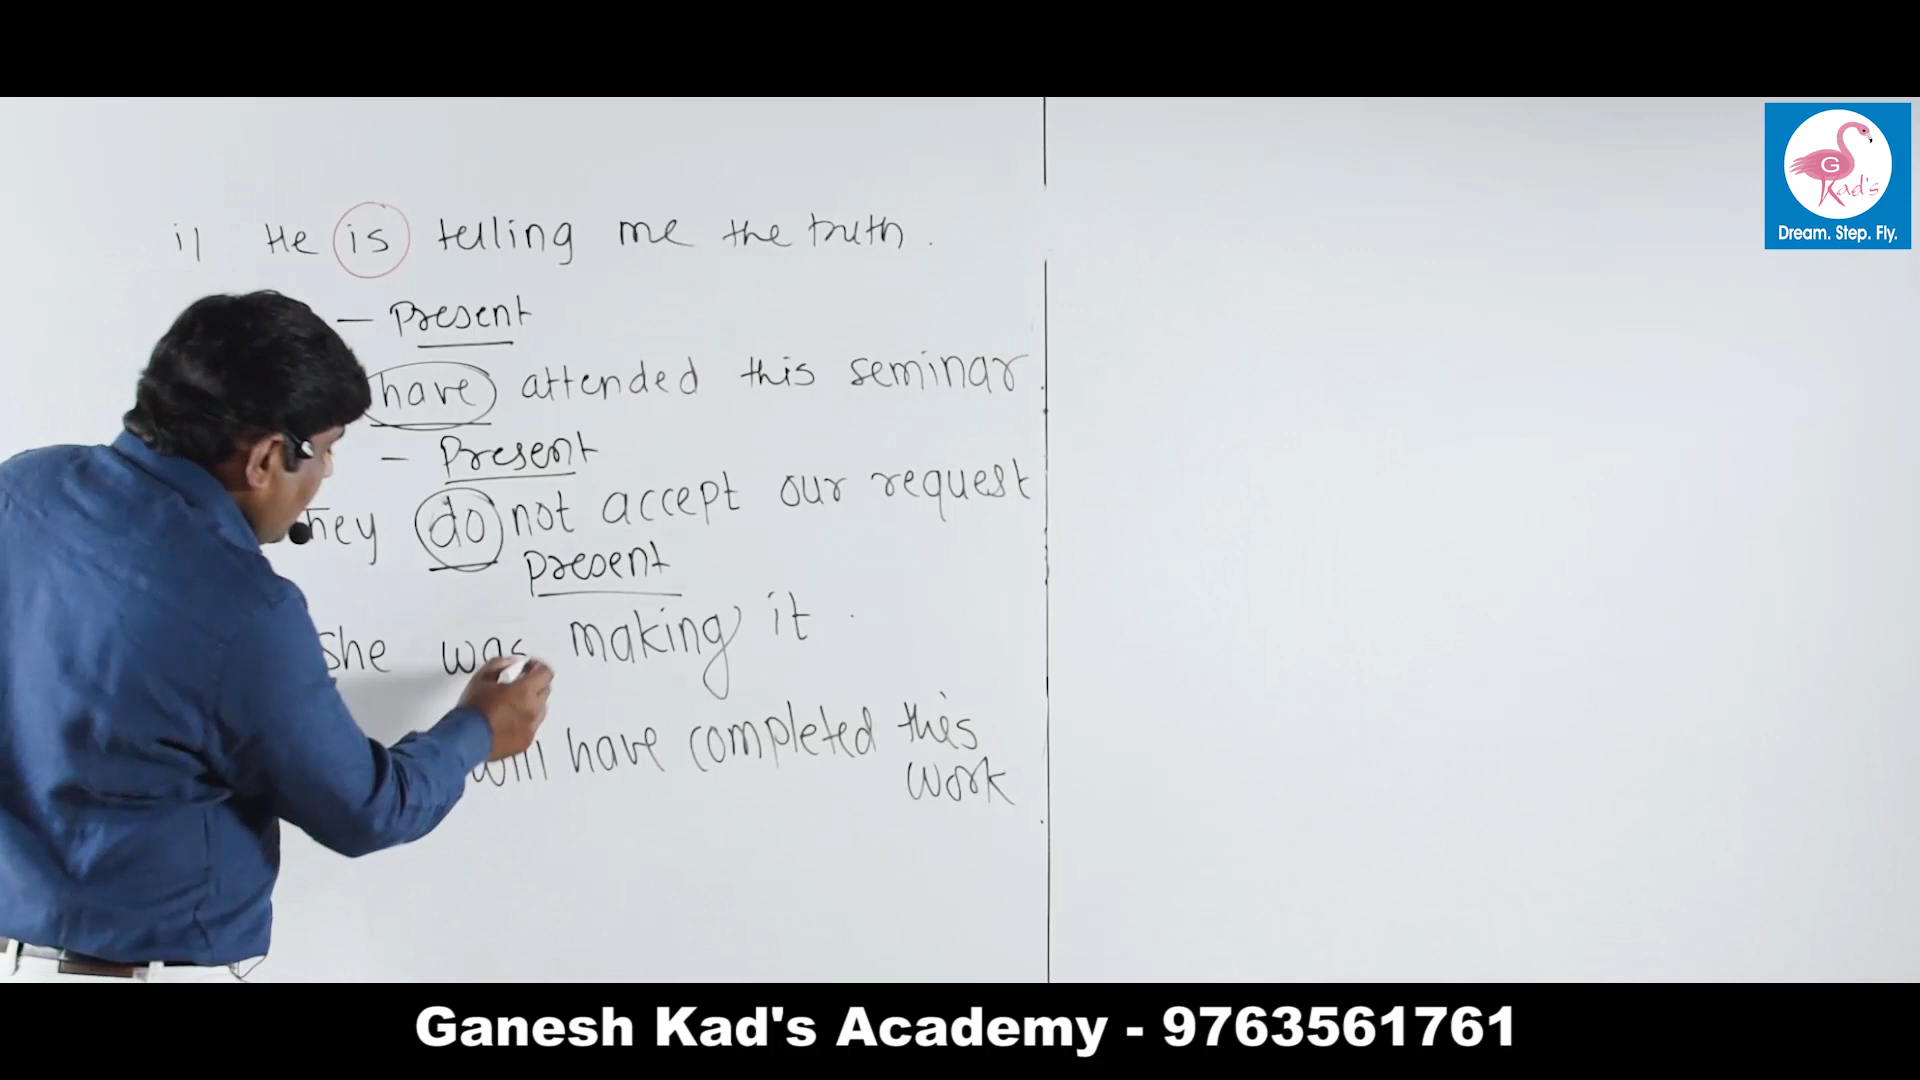 i) He is telling me the truth.
— Present
have attended this seminar.
— Present
hey do not accept our request
present
She was making it.
will have completed this
work
G
Kad's
Dream. Step. Fly.
Ganesh Kad's Academy - 9763561761